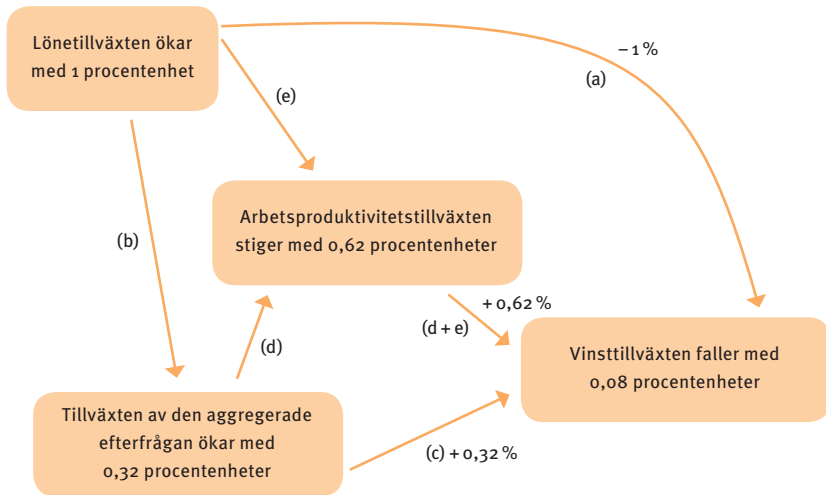 Lönetillväxten ökar
med 1 procentenhet
– 1 %
(a)
(e)
(b)
Arbetsproduktivitetstillväxten
stiger med 0,62 procentenheter
+ 0,62 %
(d + e)
(d)
Vinsttillväxten faller med
0,08 procentenheter
Tillväxten av den aggregerade
efterfrågan ökar med
0,32 procentenheter
(c) + 0,32 %